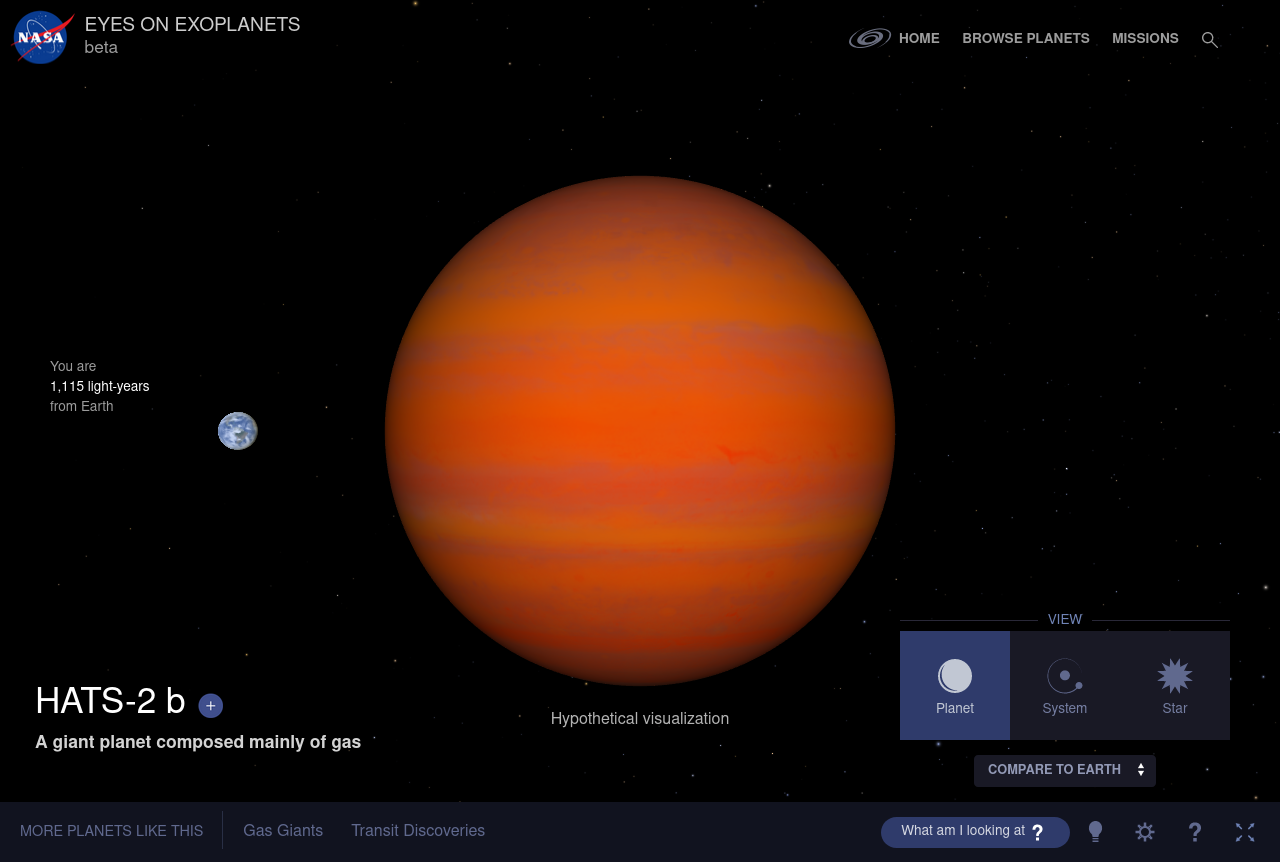 NASA
EYES ON EXOPLANETS
beta
HOME
BROWSE PLANETS
MISSIONS
You are
1,115 light-years
from Earth
VIEW
Planet
System
Star
HATS-2 b +
A giant planet composed mainly of gas
Hypothetical visualization
COMPARE TO EARTH
MORE PLANETS LIKE THIS
Gas Giants
Transit Discoveries
What am I looking at ?
?